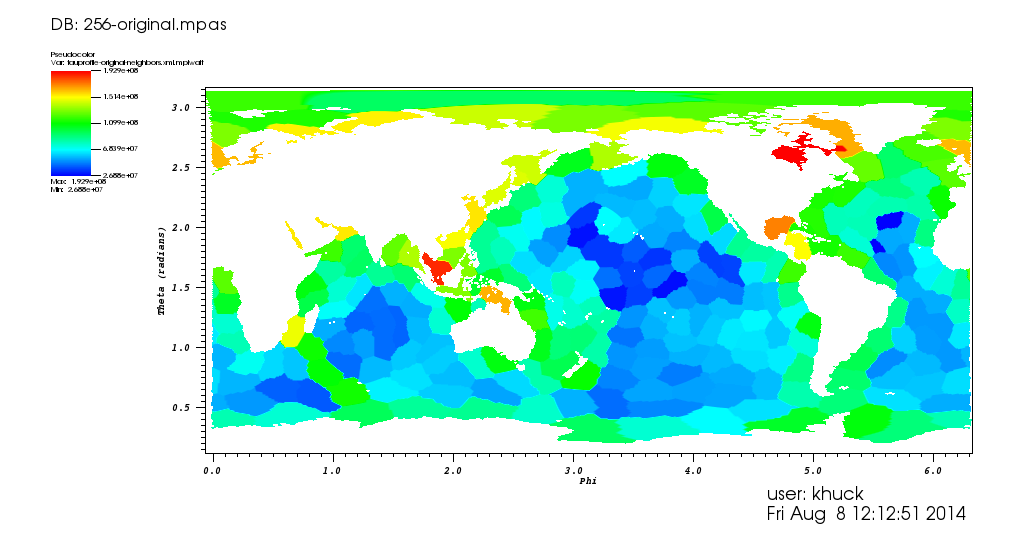 DB: 256-original.mpas
Pseudocolor
Var: tauprofile-original-neighbors.xml.mpiwait
1.929e+08
1.514e+08
1.099e+08
6.839e+07
2.688e+07
Max: 1.929e+08
Min: 2.688e+07
3.0
2.5
2.0
1.5
1.0
0.5
Theta (radians)
0.0 1.0 2.0 3.0 4.0 5.0 6.0
Phi
user: khuck
Fri Aug 8 12:12:51 2014